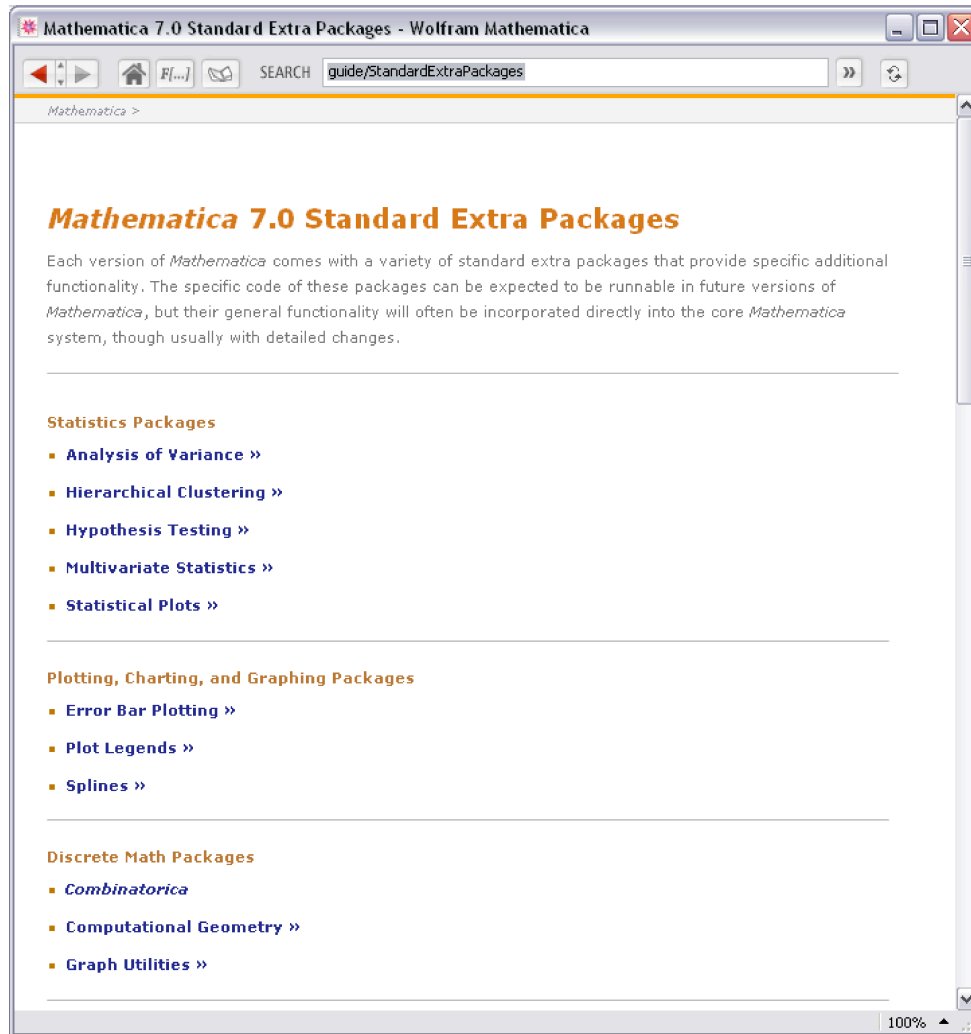 Mathematica 7.0 Standard Extra Packages - Wolfram Mathematica
F[...] SEARCH guide/StandardExtraPackages »
Mathematica >
Mathematica 7.0 Standard Extra Packages
Each version of Mathematica comes with a variety of standard extra packages that provide specific additional
functionality. The specific code of these packages can be expected to be runnable in future versions of
Mathematica, but their general functionality will often be incorporated directly into the core Mathematica
system, though usually with detailed changes.
Statistics Packages
▪ Analysis of Variance »
▪ Hierarchical Clustering »
▪ Hypothesis Testing »
▪ Multivariate Statistics »
▪ Statistical Plots »
Plotting, Charting, and Graphing Packages
▪ Error Bar Plotting »
▪ Plot Legends »
▪ Splines »
Discrete Math Packages
▪ Combinatorica
▪ Computational Geometry »
▪ Graph Utilities »
100%